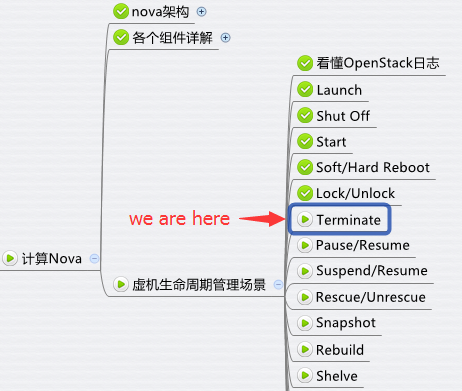 nova架构
各个组件详解
看懂OpenStack日志
Launch
Shut Off
Start
Soft/Hard Reboot
Lock/Unlock
we are here
Terminate
Pause/Resume
计算Nova
Suspend/Resume
虚机生命周期管理场景
Rescue/Unrescue
Snapshot
Rebuild
Shelve